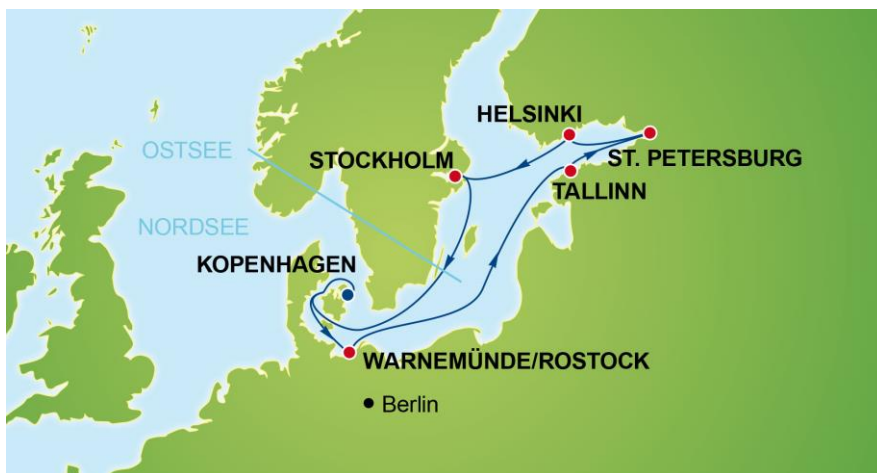 HELSINKI
OSTSEE
STOCKHOLM
ST. PETERSBURG
TALLINN
NORDSEE
KOPENHAGEN
WARNEMÜNDE/ROSTOCK
Berlin